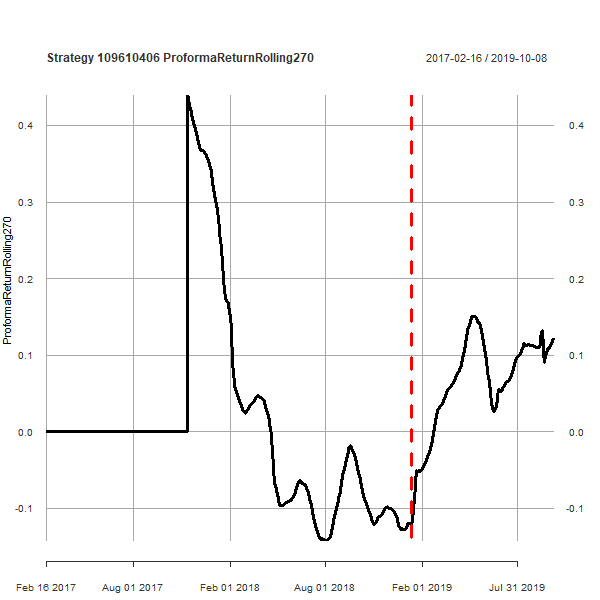 Strategy 109610406 ProformaReturnRolling270
2017-02-16 / 2019-10-08
ProformaReturnRolling270
0.4 0.4
0.3 0.3
0.2 0.2
0.1 0.1
0.0 0.0
-0.1 -0.1
Feb 16 2017 Aug 01 2017 Feb 01 2018 Aug 01 2018 Feb 01 2019 Jul 31 2019